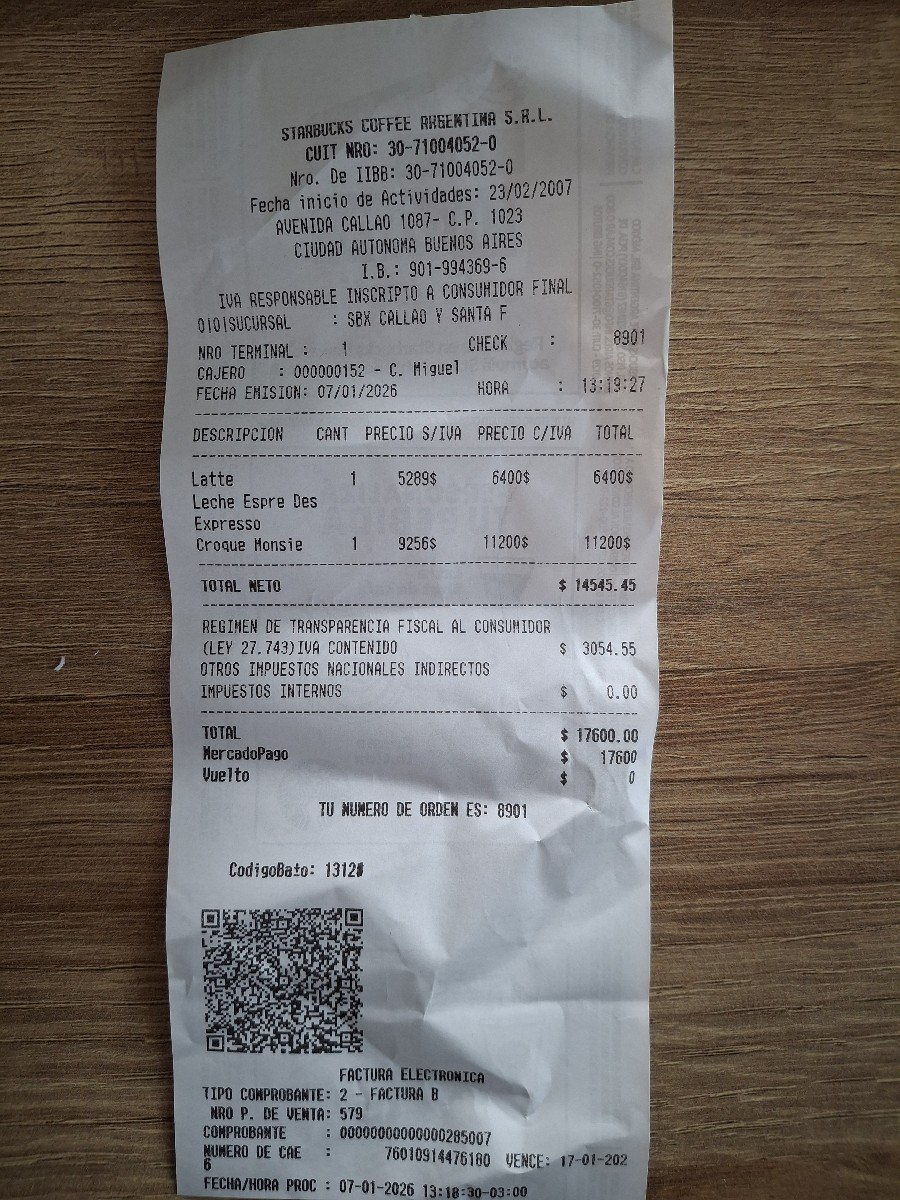 STARBUCKS COFFEE ARGENTINA S.R.L.
CUIT NRO: 30-71004052-0
Nro. De IIBB: 30-71004052-0
Fecha inicio de Actividades: 23/02/2007
AVENIDA CALLAO 1087- C.P. 1023
CIUDAD AUTONOMA BUENOS AIRES
I.B.: 901-994369-6
IVA RESPONSABLE INSCRIPTO A CONSUMIDOR FINAL
0|0|SUCURSAL : SBX CALLAO Y SANTA F
NRO TERMINAL : 1 CHECK : 8901
CAJERO : 000000152 - C. Miguel
FECHA EMISION: 07/01/2026 HORA : 13:19:27
DESCRIPCION CANT PRECIO S/IVA PRECIO C/IVA TOTAL
Latte 1 5289$ 6400$ 6400$
Leche Espre Des
Expresso
Croque Monsie 1 9256$ 11200$ 11200$
TOTAL NETO $ 14545.45
REGIMEN DE TRANSPARENCIA FISCAL AL CONSUMIDOR
(LEY 27.743)IVA CONTENIDO $ 3054.55
OTROS IMPUESTOS NACIONALES INDIRECTOS
IMPUESTOS INTERNOS $ 0.00
TOTAL $ 17600.00
MercadoPago $ 17600
Vuelto $ 0
TU NUMERO DE ORDEN ES: 8901
CodigoBaño: 1312#
FACTURA ELECTRONICA
TIPO COMPROBANTE: 2 - FACTURA B
NRO P. DE VENTA: 579
COMPROBANTE : 00000000000000285007
NUMERO DE CAE : 76010914476180 VENCE: 17-01-202
6
FECHA/HORA PROC : 07-01-2026 13:18:30-03:00